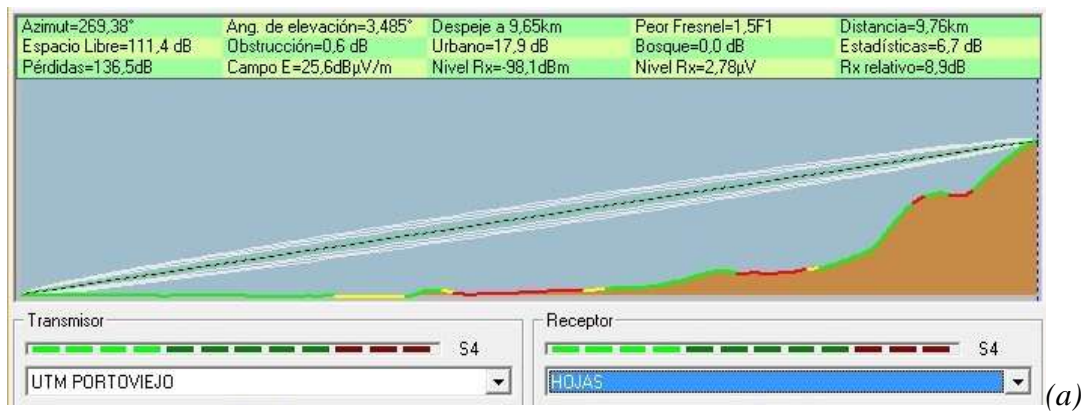 Azimut=269,38° Ang. de elevación=3,485° Despeje a 9,65km Peor Fresnel=1,5F1 Distancia=9,76km
Espacio Libre=111,4 dB Obstrucción=0,6 dB Urbano=17,9 dB Bosque=0,0 dB Estadísticas=6,7 dB
Pérdidas=136,5dB Campo E=25,6dBµV/m Nivel Rx=-98,1dBm Nivel Rx=2,78µV Rx relativo=8,9dB
Transmisor Receptor
S4 S4
UTM PORTOVIEJO HOJAS
(a)